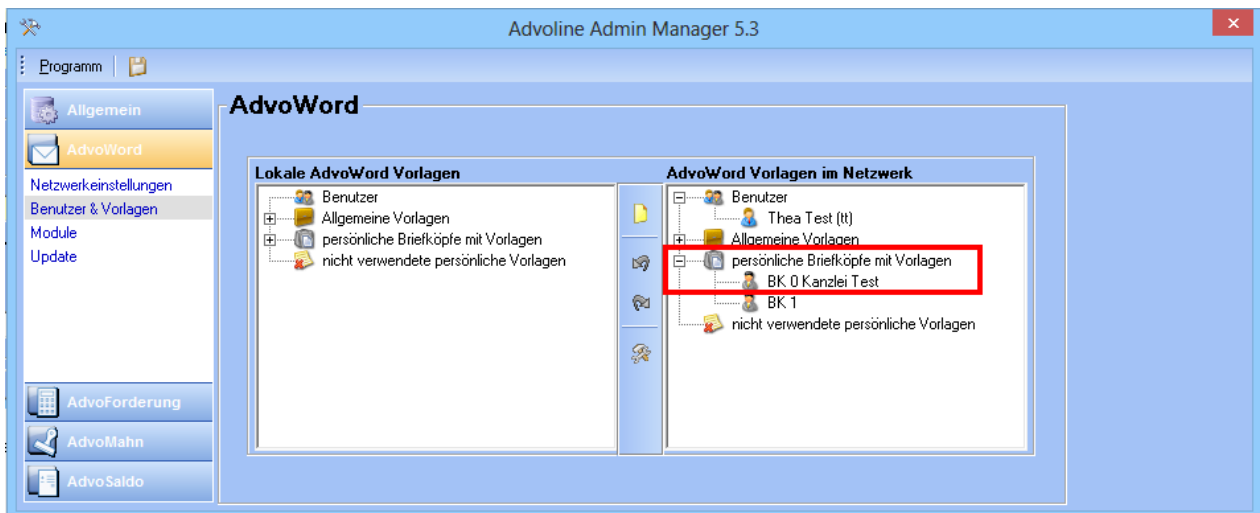 Advoline Admin Manager 5.3
Programm
Allgemein
AdvoWord
Netzwerkeinstellungen
Benutzer & Vorlagen
Module
Update
AdvoForderung
AdvoMahn
AdvoSaldo
AdvoWord
Lokale AdvoWord Vorlagen
Benutzer
Allgemeine Vorlagen
persönliche Briefköpfe mit Vorlagen
nicht verwendete persönliche Vorlagen
AdvoWord Vorlagen im Netzwerk
Benutzer
Thea Test (tt)
Allgemeine Vorlagen
persönliche Briefköpfe mit Vorlagen
BK 0 Kanzlei Test
BK 1
nicht verwendete persönliche Vorlagen